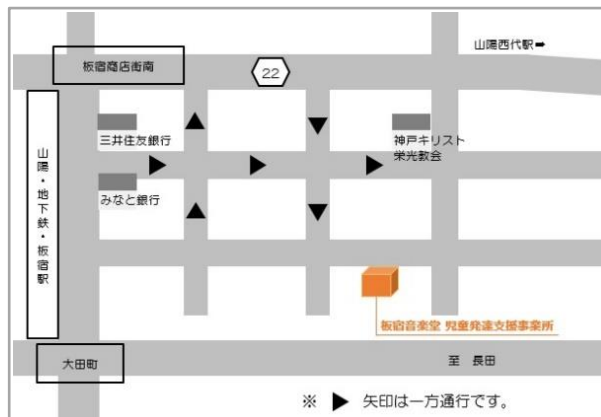 山陽西代駅➡
板宿商店街南
22
三井住友銀行
神戸キリスト
栄光教会
みなと銀行
山陽・地下鉄・板宿駅
板宿音楽堂 児童発達支援事業所
大田町
至 長田
※ ▶ 矢印は一方通行です。